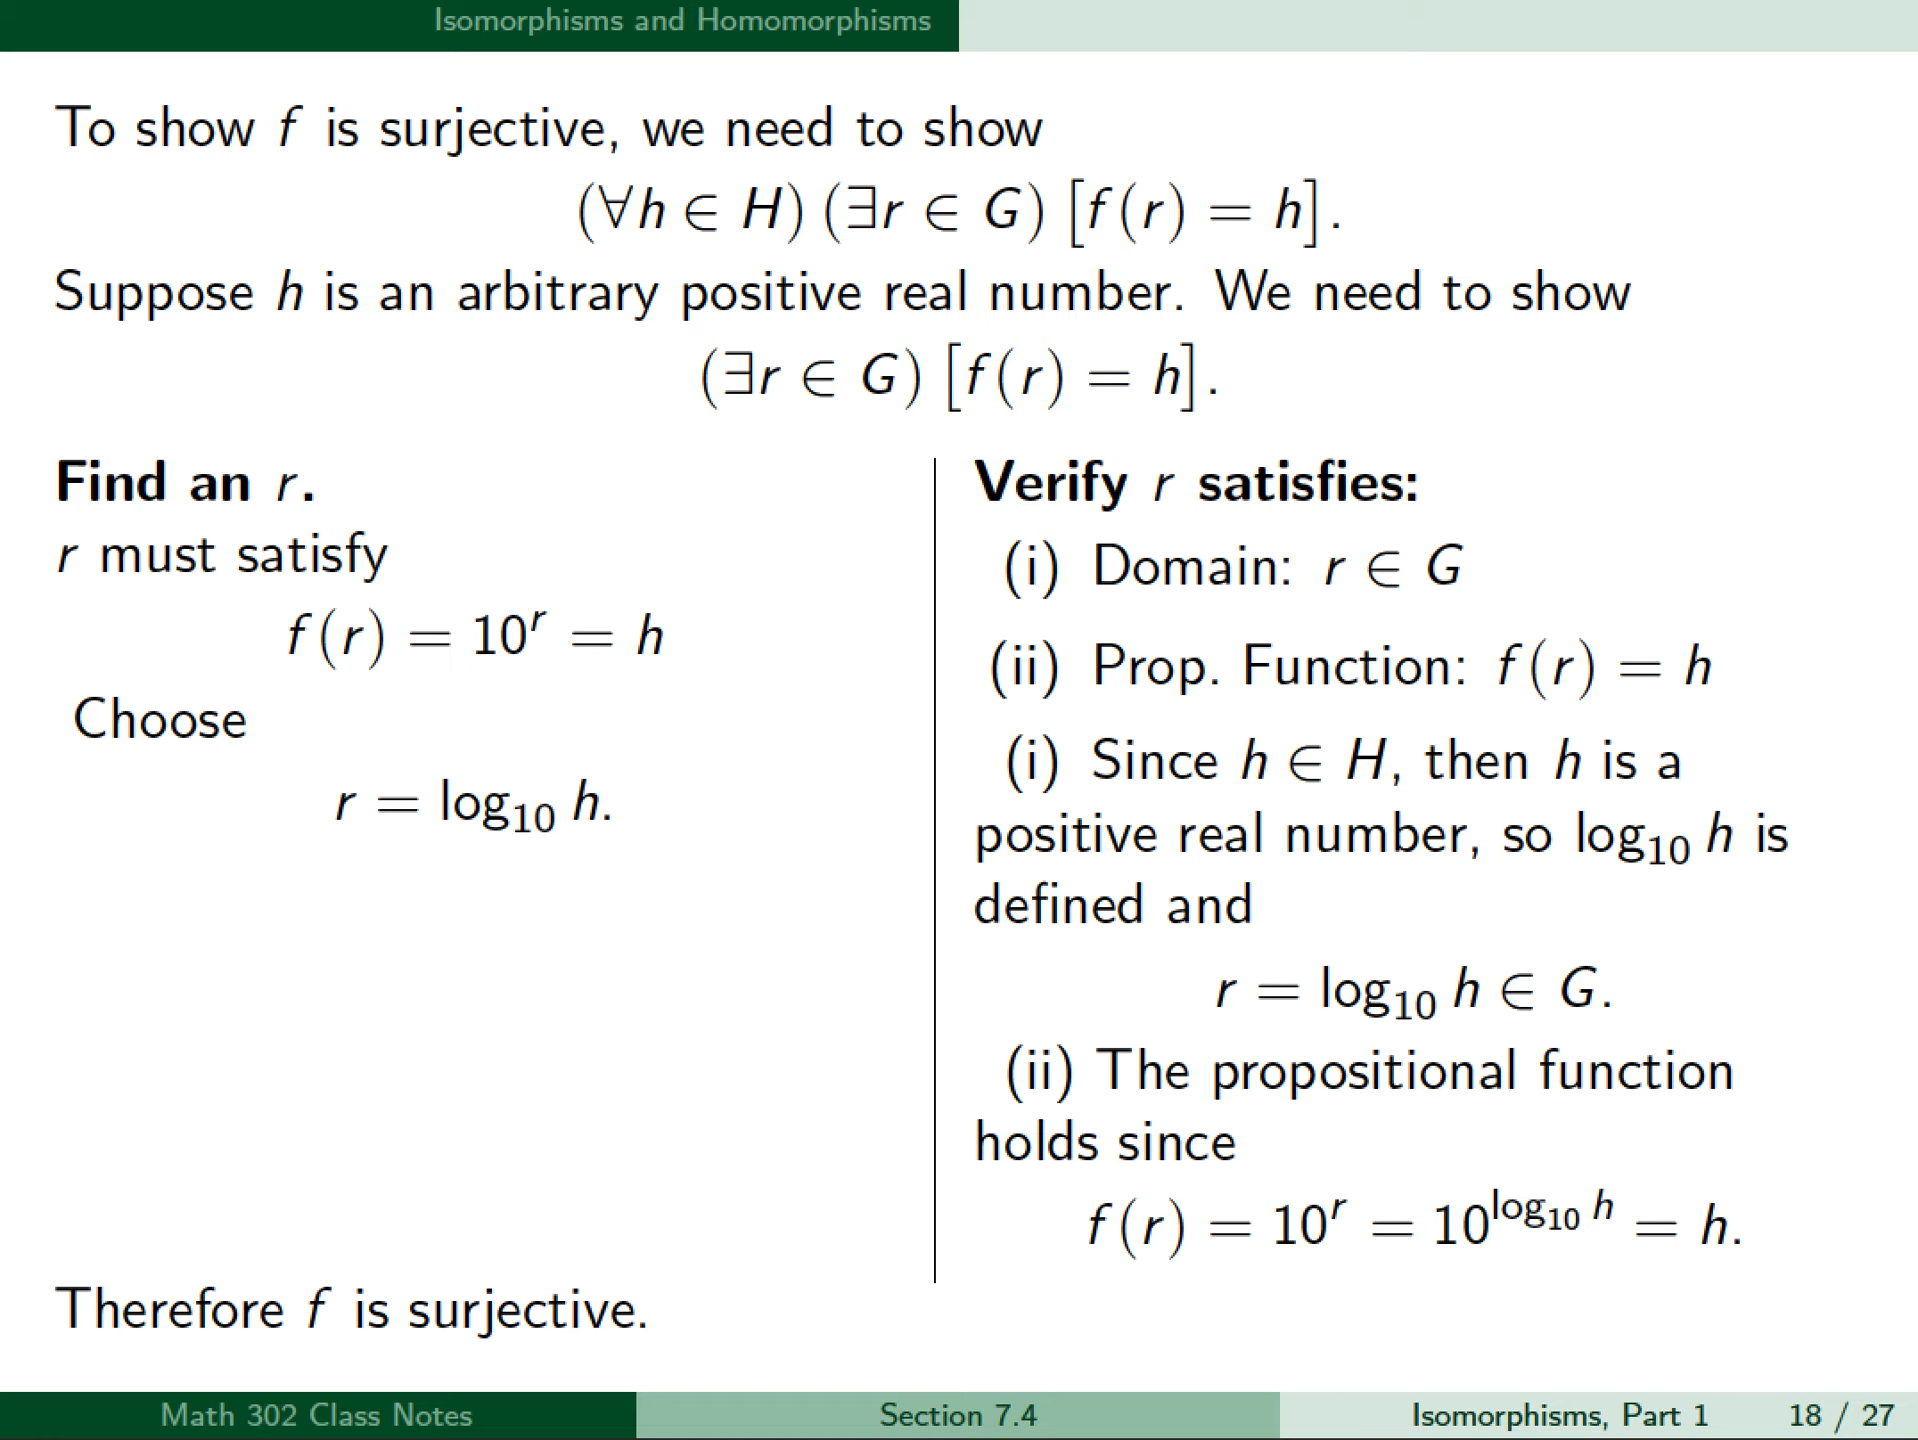 Isomorphisms and Homomorphisms
To show f is surjective, we need to show
(∀h ∈ H) (∃r ∈ G) [f(r) = h].
Suppose h is an arbitrary positive real number. We need to show
(∃r ∈ G) [f(r) = h].
Find an r.
r must satisfy
f(r) = 10^r = h
Choose
r = log₁₀ h.
Verify r satisfies:
(i) Domain: r ∈ G
(ii) Prop. Function: f(r) = h
(i) Since h ∈ H, then h is a
positive real number, so log₁₀ h is
defined and
r = log₁₀ h ∈ G.
(ii) The propositional function
holds since
f(r) = 10^r = 10^(log₁₀ h) = h.
Therefore f is surjective.
Math 302 Class Notes
Section 7.4
Isomorphisms, Part 1
18 / 27